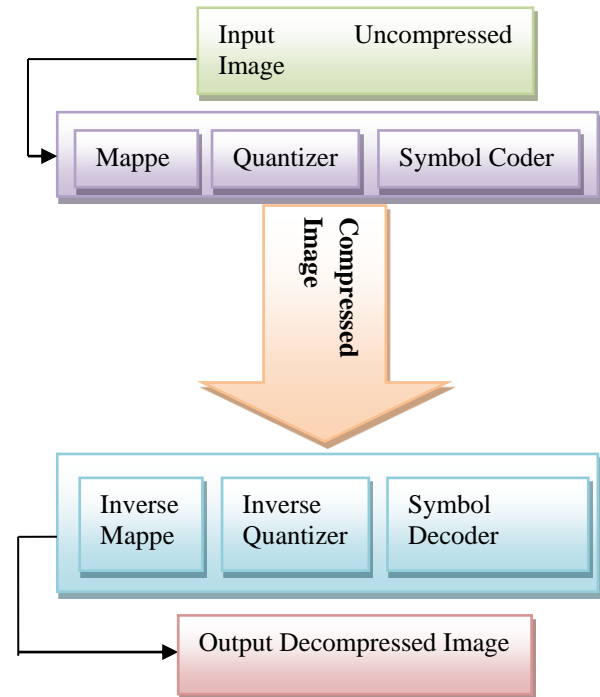 Input Uncompressed
Image
Mappe
Quantizer
Symbol Coder
Compressed
Image
Inverse
Mappe
Inverse
Quantizer
Symbol
Decoder
Output Decompressed Image